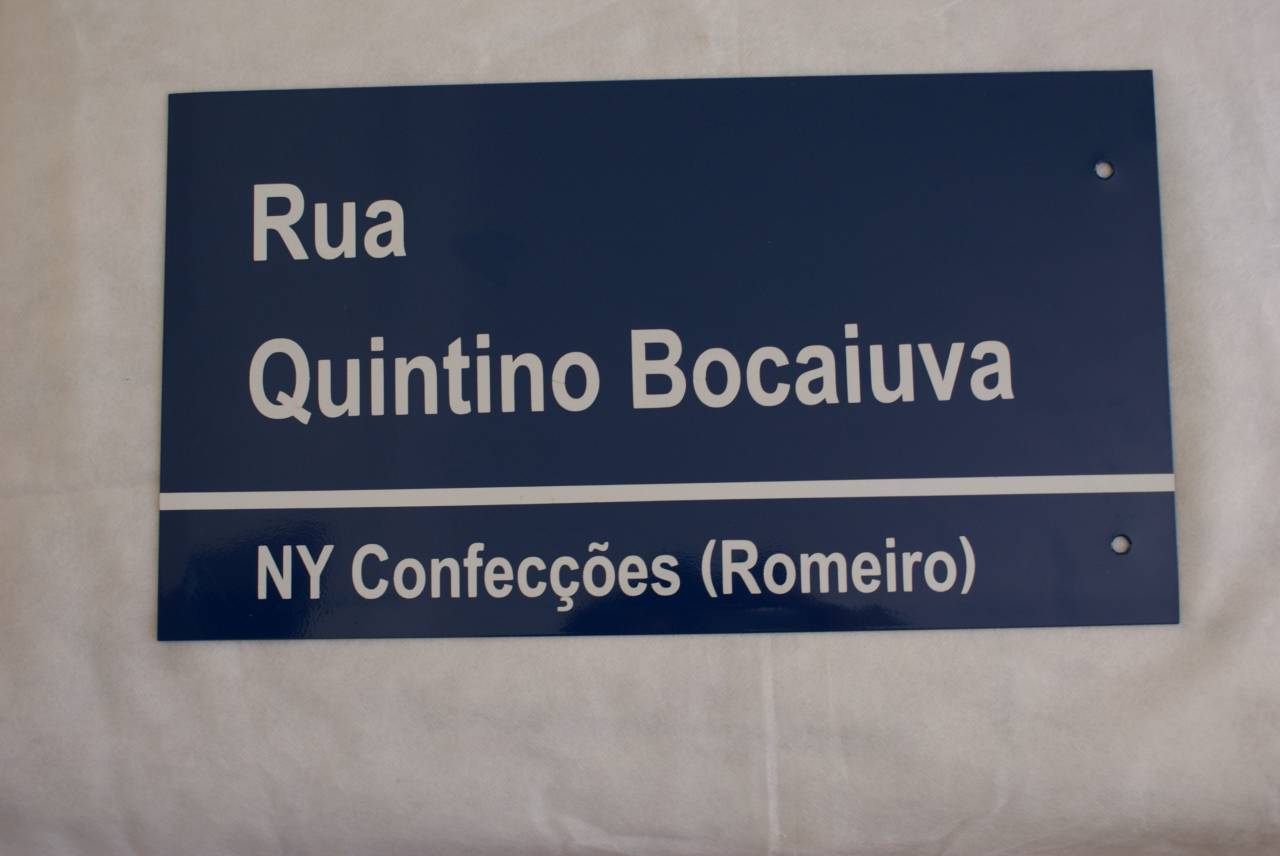 Rua
Quintino Bocaiuva
NY Confecções (Romeiro)